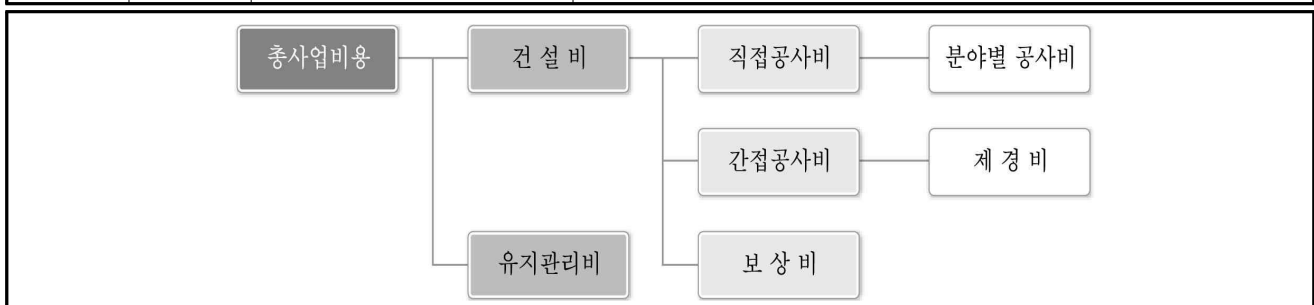 총사업비용 건 설 비 직접공사비 분야별 공사비
간접공사비 제 경 비
유지관리비 보 상 비